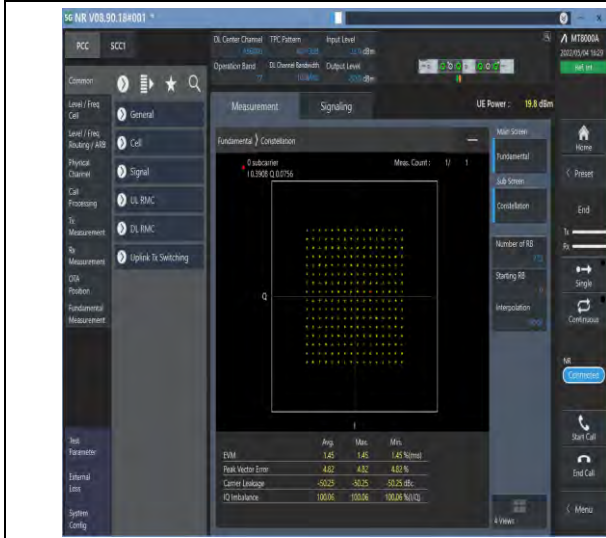 5G NR V03.90.18#001 *
PCC SCC1
DL Center Channel TPC Pattern Input Level
dBm
Operation Band DL Channel Bandwidth Output Level
dBm
MT8000A
2022/05/04
Ref. Int
Common
Level / Freq.
Cell
Level / Freq.
Routing / ARB
Physical
Channel
Call
Processing
Tx
Measurement
Rx
Measurement
OTA
Position
Fundamental
Measurement
Test
Parameter
External
Loss
System
Config
General
Cell
Signal
UL RMC
DL RMC
Uplink Tx Switching
Measurement Signaling UE Power : 19.8 dBm
Fundamental Constellation
0 subcarrier Meas. Count : 1/ 1
I 0.3908 Q 0.0756
Q
I
Avg. Max. Min.
EVM 1.45 1.45 1.45 %(rms)
Peak Vector Error 4.82 4.82 4.82 %
Carrier Leakage -50.25 -50.25 -50.25 dBc
IQ Imbalance 100.06 100.06 100.06 %(I/Q)
Main Screen
Fundamental
Sub Screen
Constellation
Number of RB
Starting RB
Interpolation
4 Views
Home
Preset
End
Tx
Rx
Single
Continuous
NR
Connected
Start Call
End Call
Menu